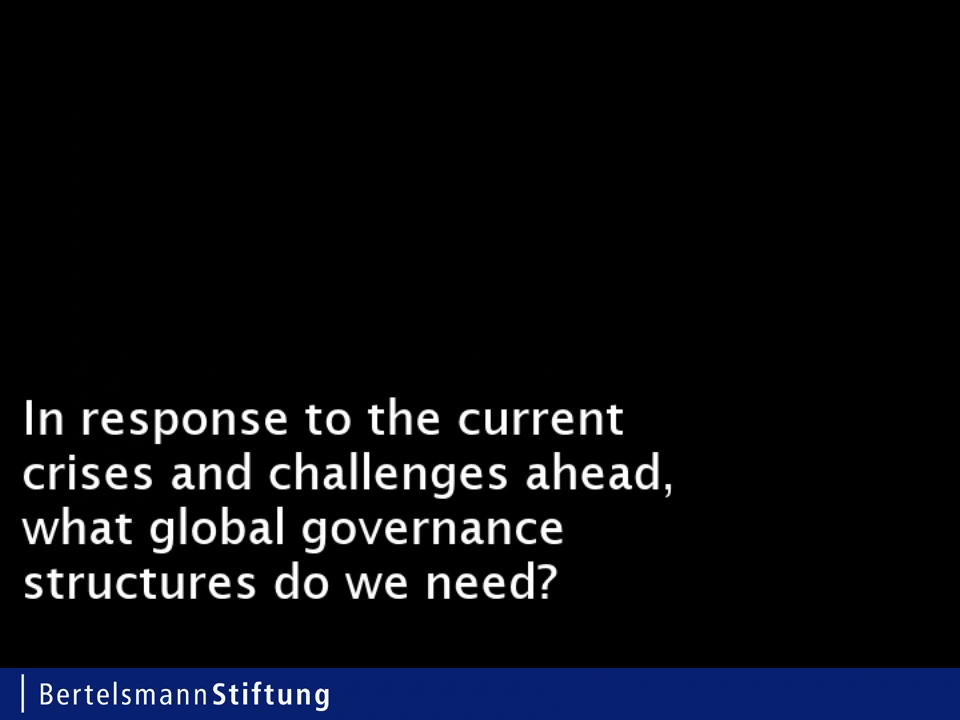 In response to the current
crises and challenges ahead,
what global governance
structures do we need?
BertelsmannStiftung